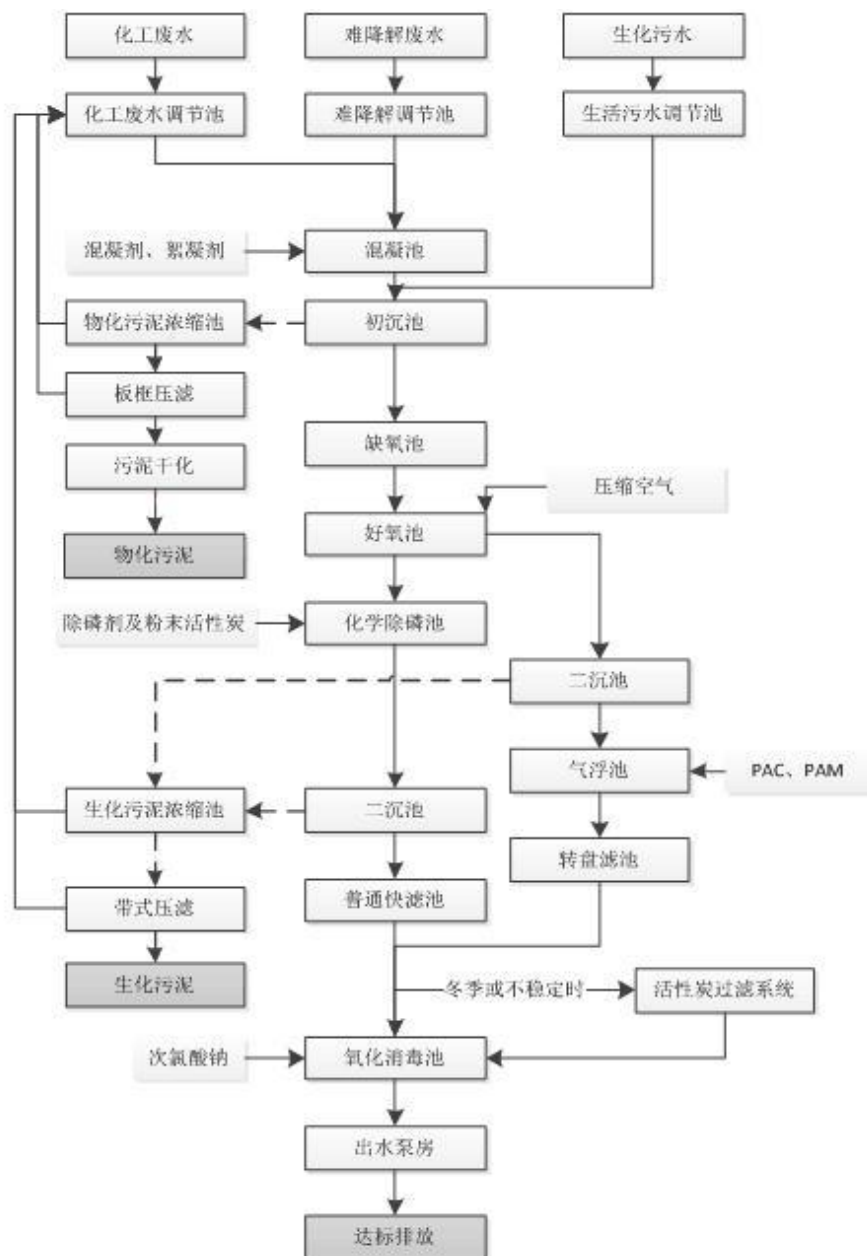 化工废水
难降解废水
生化污水
化工废水调节池
难降解调节池
生活污水调节池
混凝剂、絮凝剂
混凝池
物化污泥浓缩池
初沉池
板框压滤
缺氧池
污泥干化
压缩空气
好氧池
物化污泥
除磷剂及粉末活性炭
化学除磷池
二沉池
气浮池
PAC、PAM
生化污泥浓缩池
二沉池
转盘滤池
带式压滤
普通快滤池
生化污泥
冬季或不稳定时
活性炭过滤系统
次氯酸钠
氧化消毒池
出水泵房
达标排放